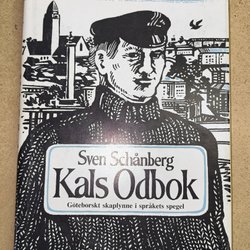 Sven Schånberg
Kals Odbok
Göteborskt skaplynne i språkets spegel